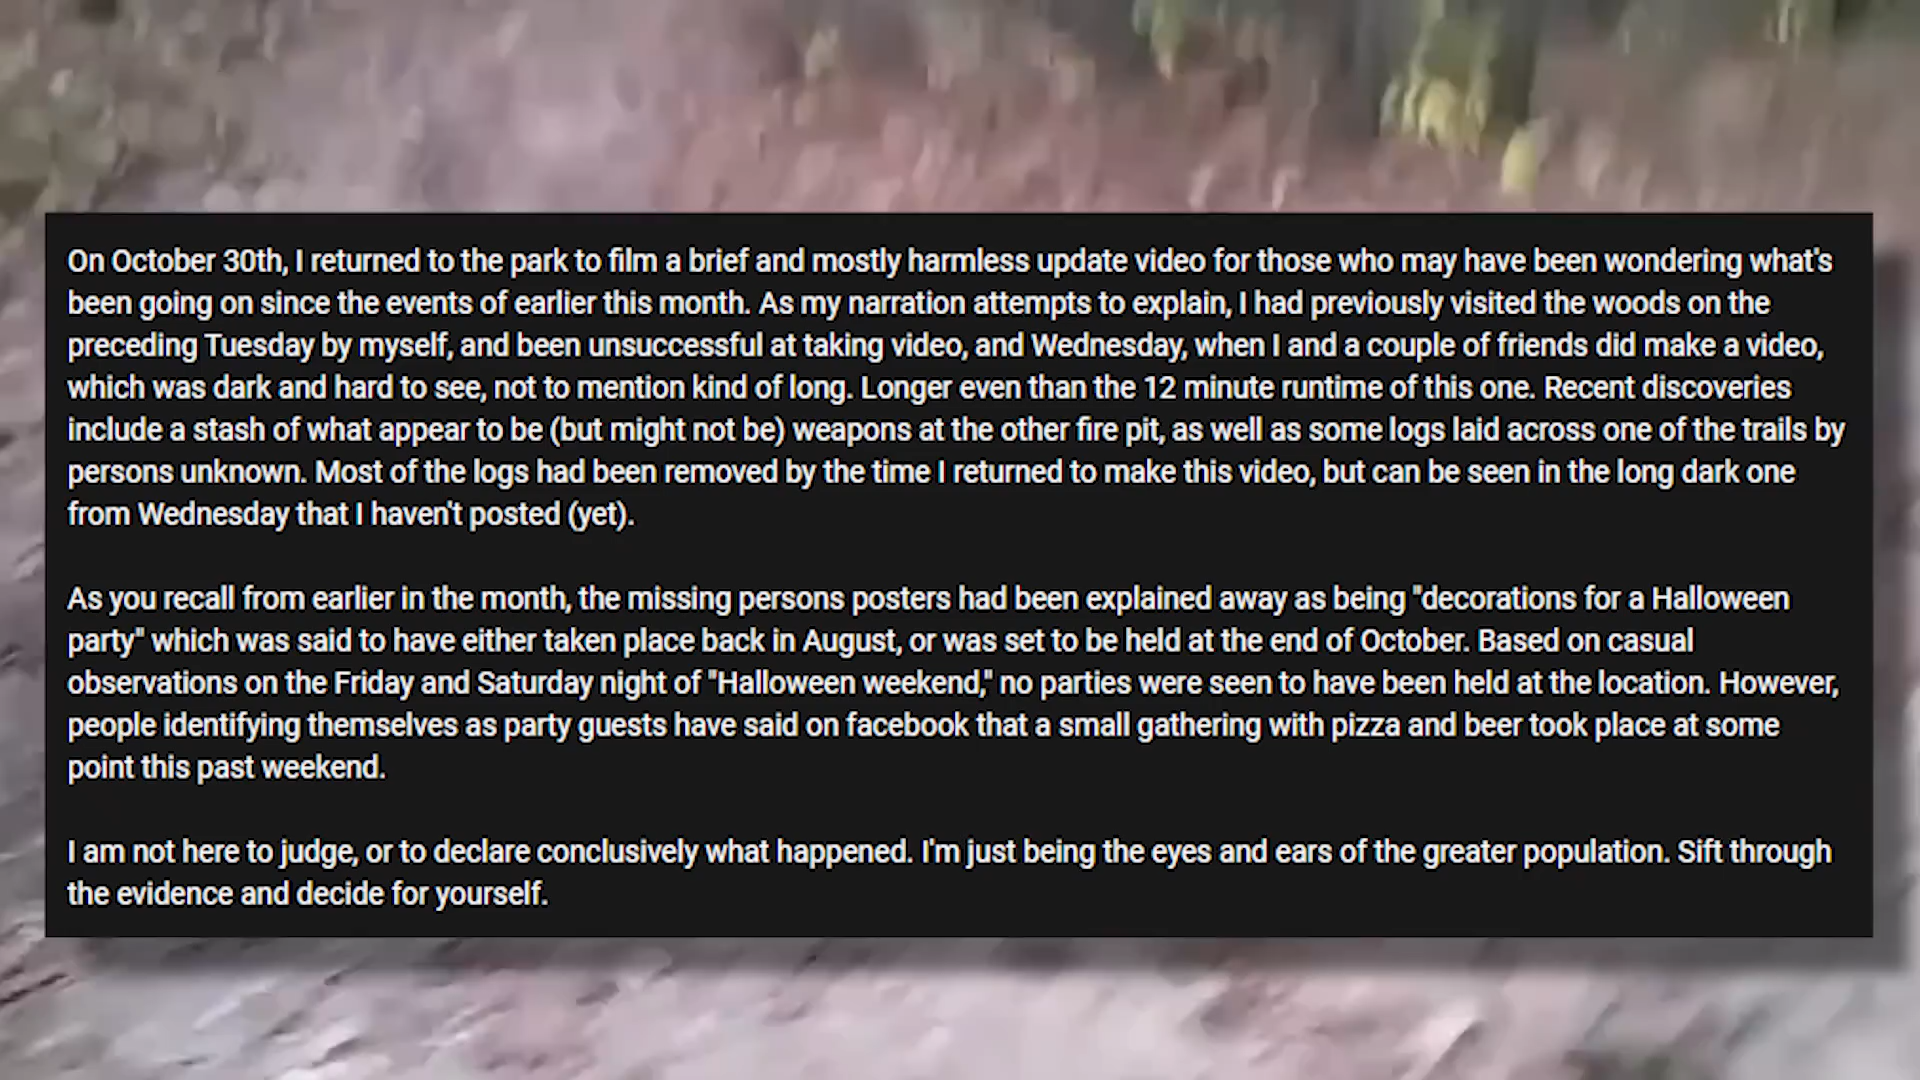 On October 30th, I returned to the park to film a brief and mostly harmless update video for those who may have been wondering what's
been going on since the events of earlier this month. As my narration attempts to explain, I had previously visited the woods on the
preceding Tuesday by myself, and been unsuccessful at taking video, and Wednesday, when I and a couple of friends did make a video,
which was dark and hard to see, not to mention kind of long. Longer even than the 12 minute runtime of this one. Recent discoveries
include a stash of what appear to be (but might not be) weapons at the other fire pit, as well as some logs laid across one of the trails by
persons unknown. Most of the logs had been removed by the time I returned to make this video, but can be seen in the long dark one
from Wednesday that I haven't posted (yet).
As you recall from earlier in the month, the missing persons posters had been explained away as being "decorations for a Halloween
party" which was said to have either taken place back in August, or was set to be held at the end of October. Based on casual
observations on the Friday and Saturday night of "Halloween weekend," no parties were seen to have been held at the location. However,
people identifying themselves as party guests have said on facebook that a small gathering with pizza and beer took place at some
point this past weekend.
I am not here to judge, or to declare conclusively what happened. I'm just being the eyes and ears of the greater population. Sift through
the evidence and decide for yourself.